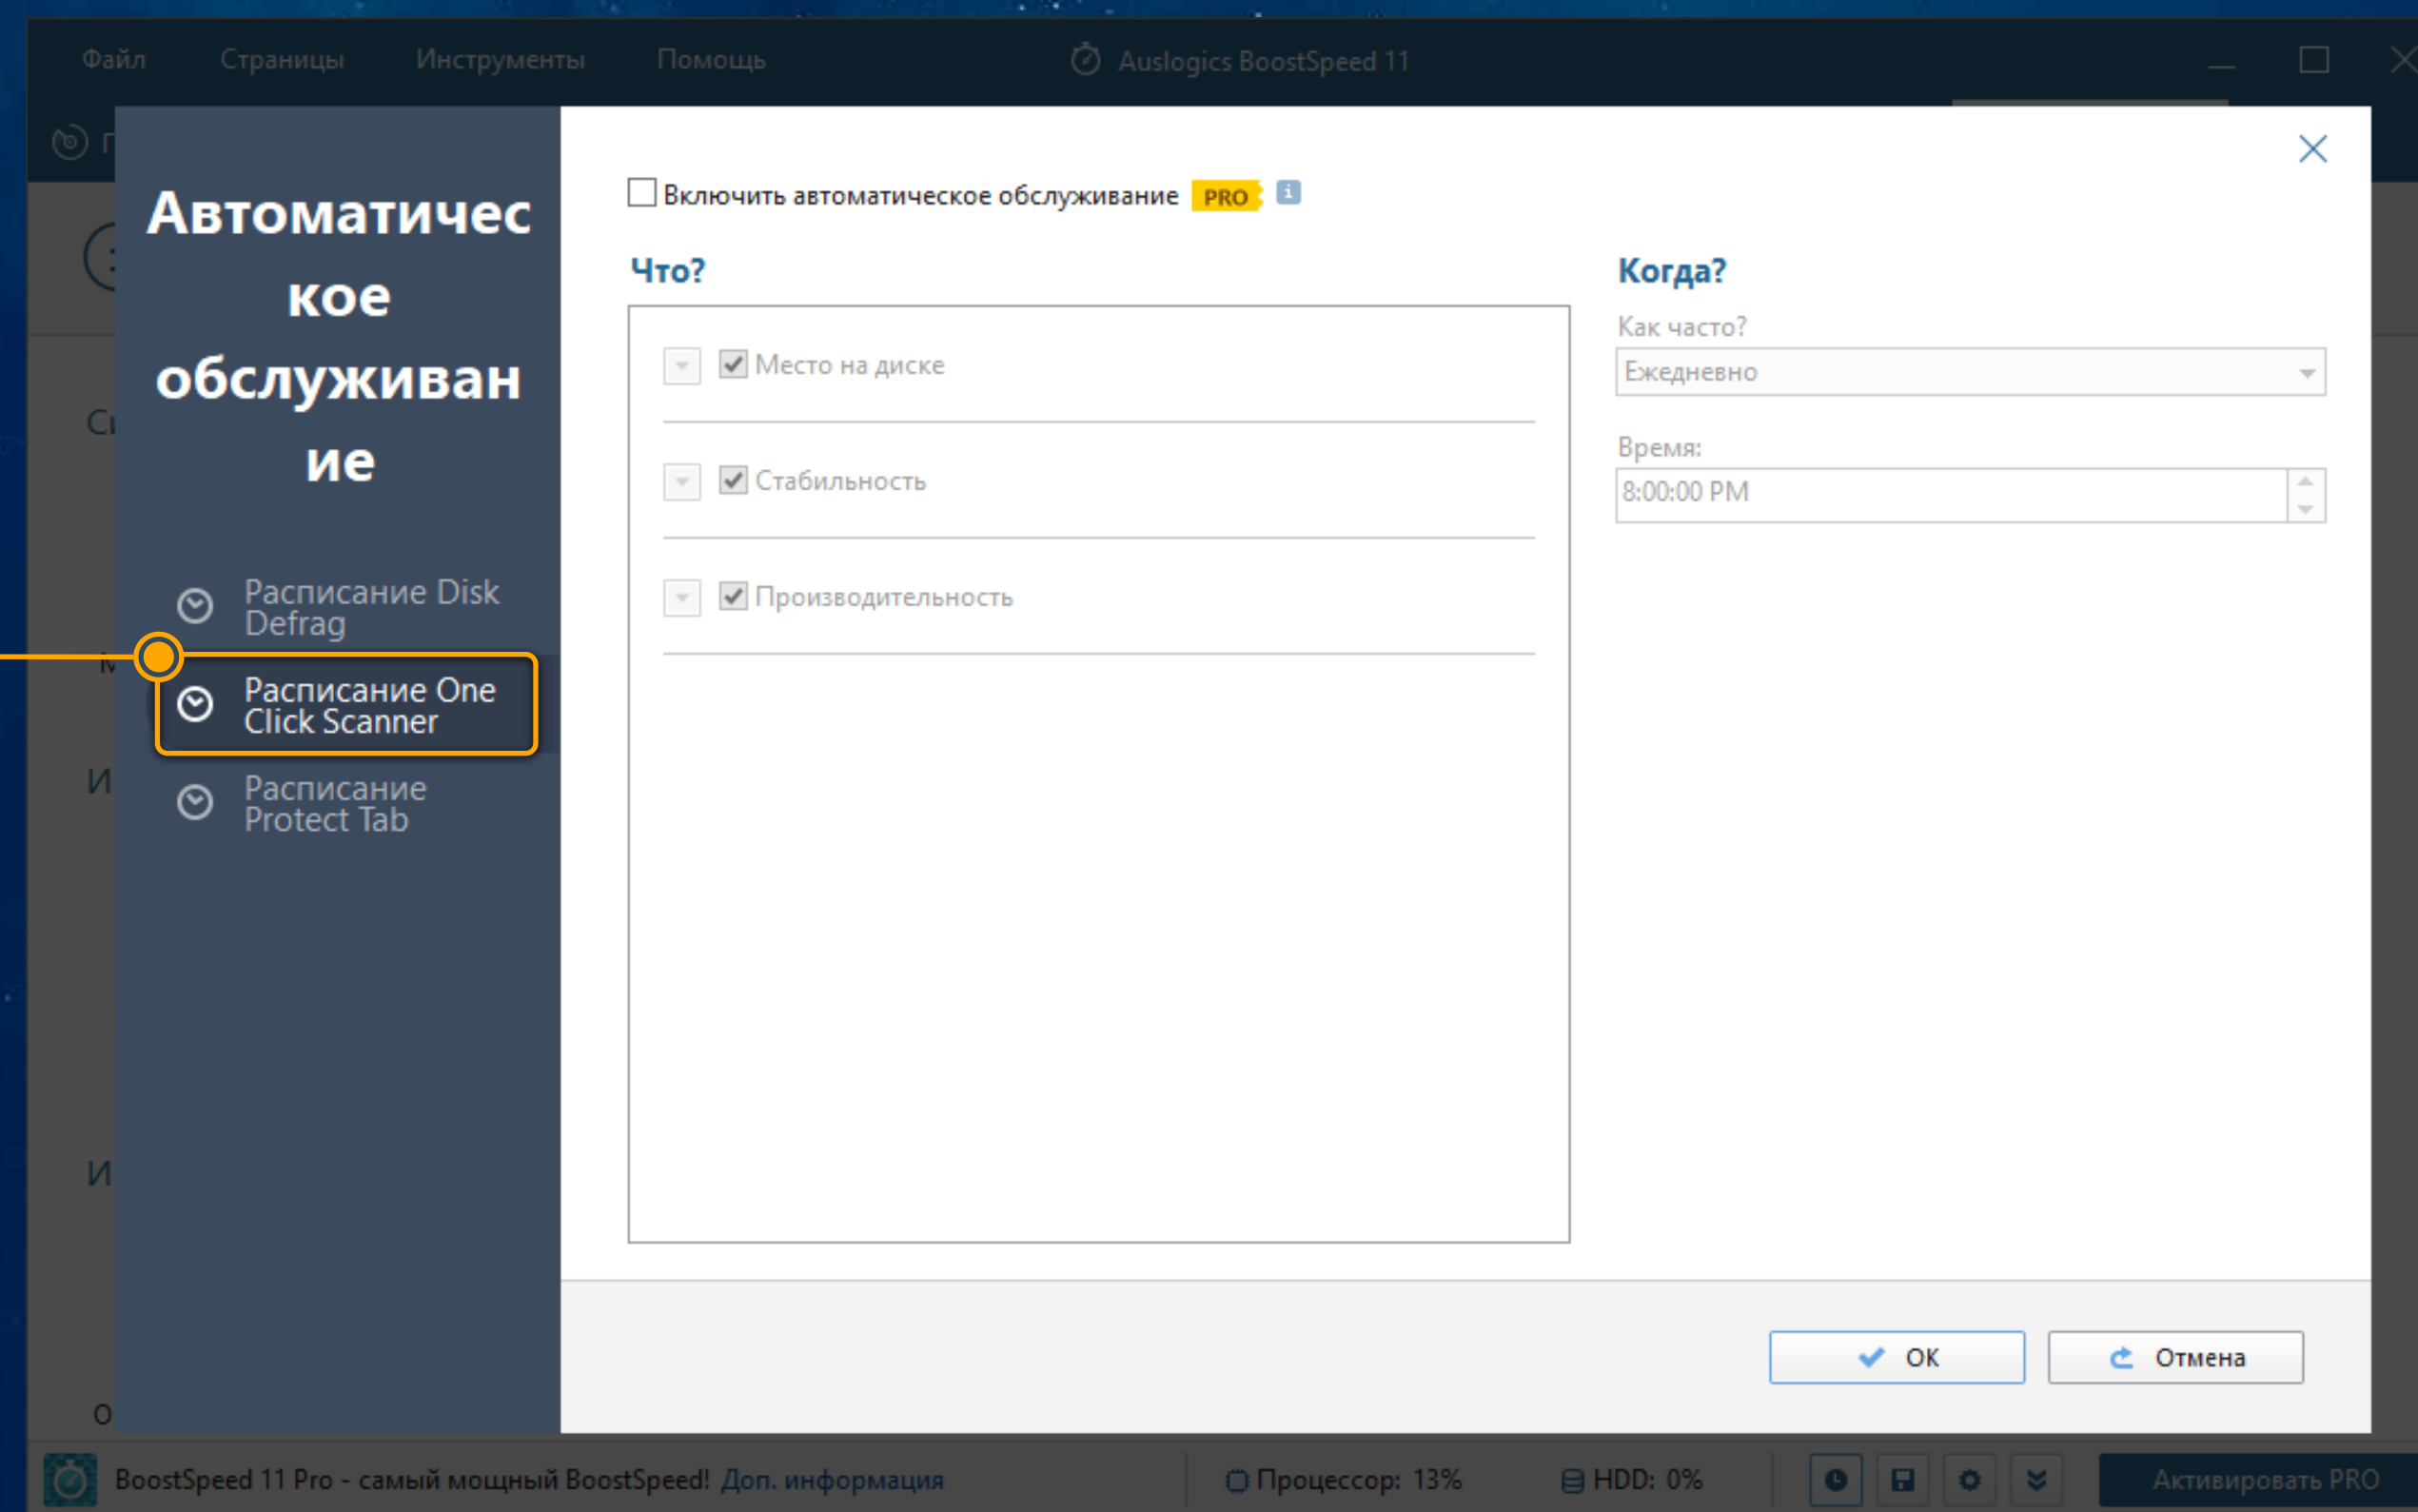 Файл Страницы Инструменты Помощь Auslogics BoostSpeed 11
Автоматичес
кое
обслуживан
ие
Расписание Disk
Defrag
Расписание One
Click Scanner
Расписание
Protect Tab
Включить автоматическое обслуживание PRO
Что?
Место на диске
Стабильность
Производительность
Когда?
Как часто?
Ежедневно
Время:
8:00:00 PM
OK
Отмена
BoostSpeed 11 Pro - самый мощный BoostSpeed! Доп. информация
Процессор: 13% HDD: 0%
Активировать PRO